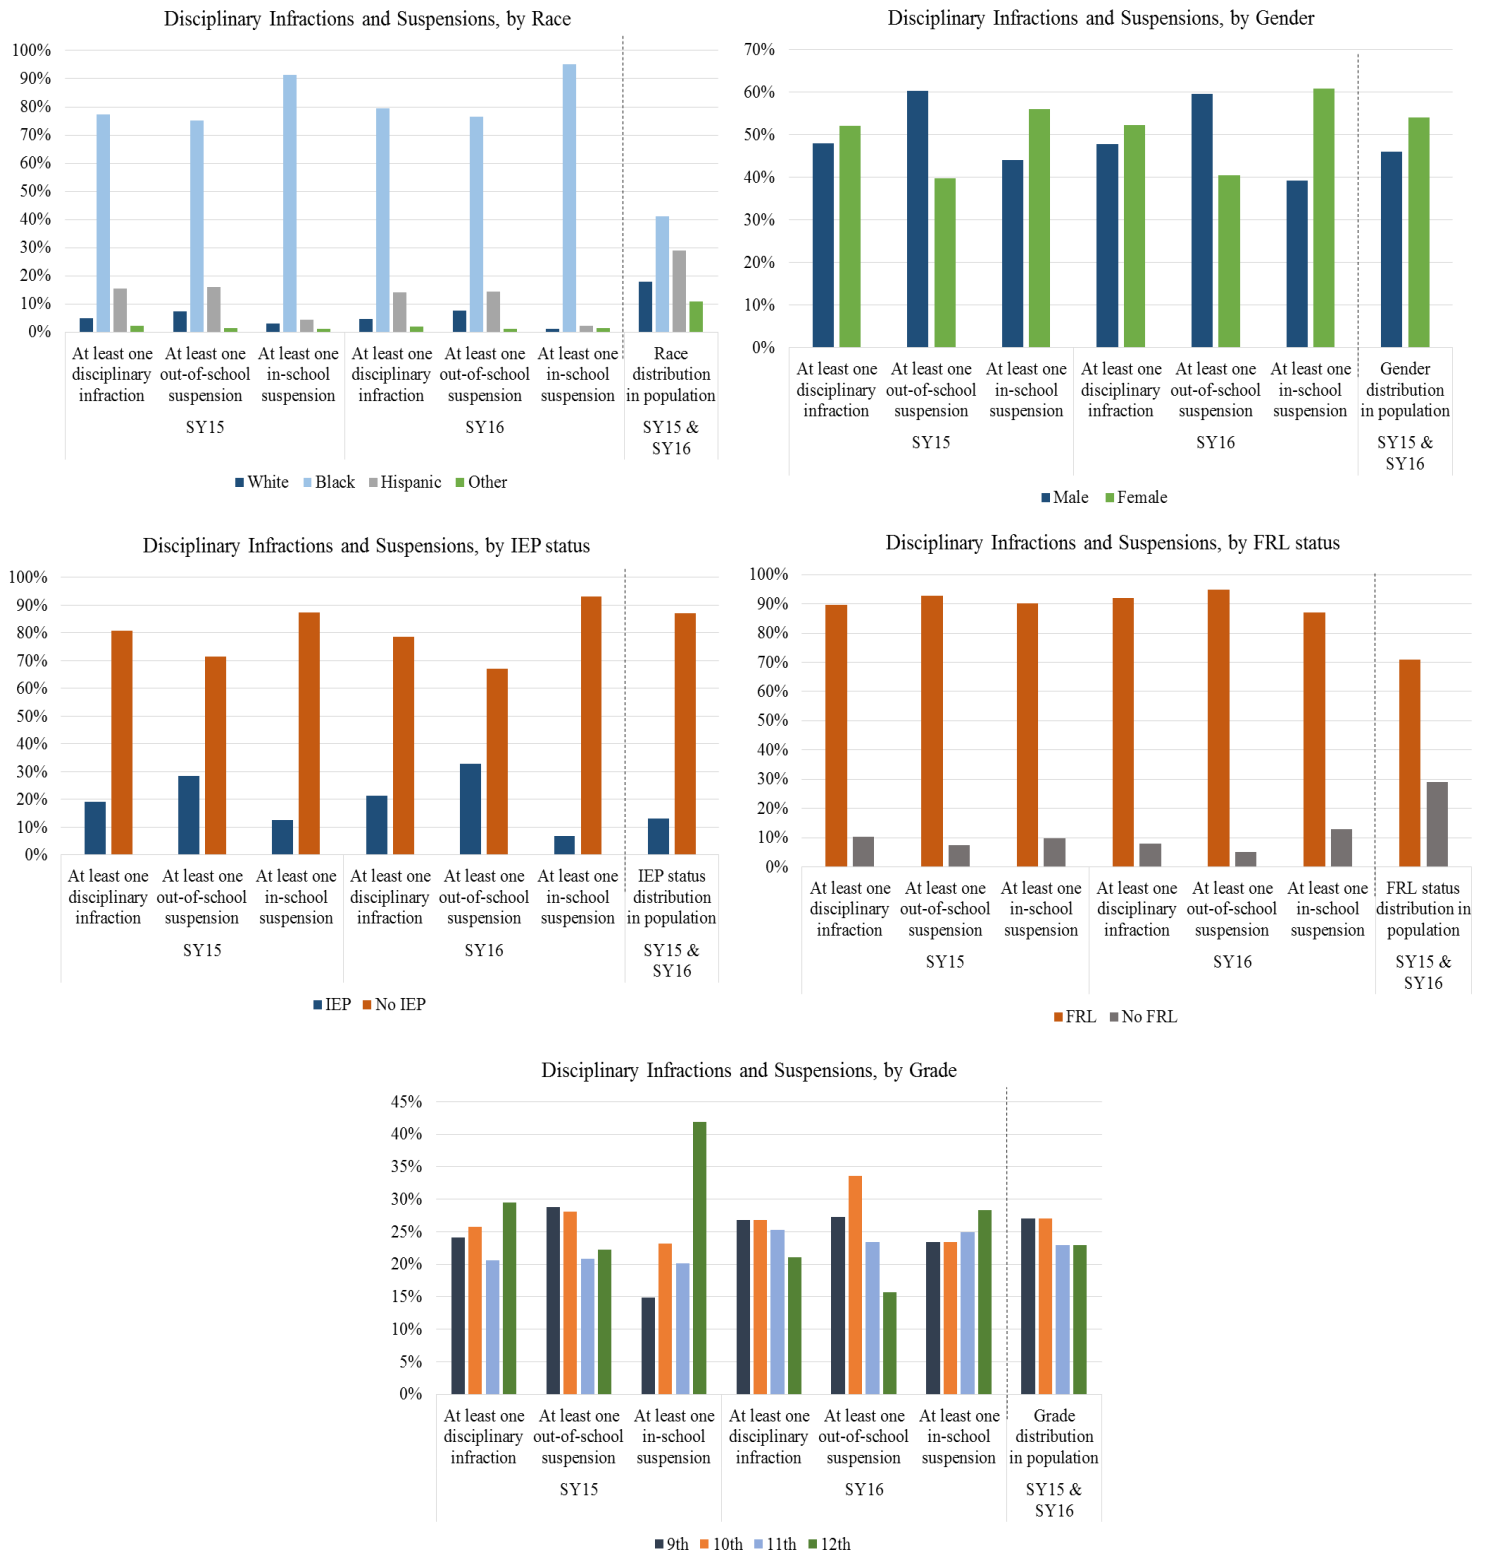 Disciplinary Infractions and Suspensions, by Race
100%
90%
80%
70%
60%
50%
40%
30%
20%
10%
0%
At least one At least one At least one At least one At least one At least one Race
disciplinary out-of-school in-school disciplinary out-of-school in-school distribution
infraction suspension suspension infraction suspension suspension in population
SY15 SY16 SY15 &
SY16
White Black Hispanic Other
Disciplinary Infractions and Suspensions, by Gender
70%
60%
50%
40%
30%
20%
10%
0%
At least one At least one At least one At least one At least one At least one Gender
disciplinary out-of-school in-school disciplinary out-of-school in-school distribution
infraction suspension suspension infraction suspension suspension in population
SY15 SY16 SY15 &
SY16
Male Female
Disciplinary Infractions and Suspensions, by IEP status
100%
90%
80%
70%
60%
50%
40%
30%
20%
10%
0%
At least one At least one At least one At least one At least one At least one IEP status
disciplinary out-of-school in-school disciplinary out-of-school in-school distribution
infraction suspension suspension infraction suspension suspension in population
SY15 SY16 SY15 &
SY16
IEP No IEP
Disciplinary Infractions and Suspensions, by FRL status
100%
90%
80%
70%
60%
50%
40%
30%
20%
10%
0%
At least one At least one At least one At least one At least one At least one FRL status
disciplinary out-of-school in-school disciplinary out-of-school in-school distribution in
infraction suspension suspension infraction suspension suspension population
SY15 SY16 SY15 &
SY16
FRL No FRL
Disciplinary Infractions and Suspensions, by Grade
45%
40%
35%
30%
25%
20%
15%
10%
5%
0%
At least one At least one At least one At least one At least one At least one Grade
disciplinary out-of-school in-school disciplinary out-of-school in-school distribution
infraction suspension suspension infraction suspension suspension in population
SY15 SY16 SY15 &
SY16
9th 10th 11th 12th